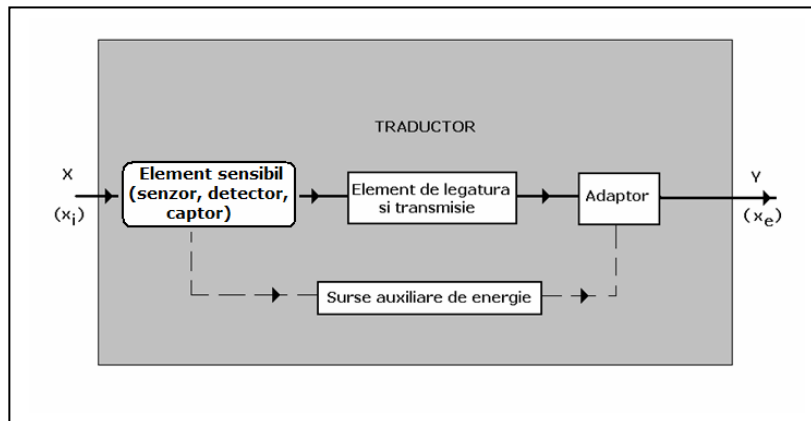 TRADUCTOR
X
(xi)
Element sensibil
(senzor, detector,
captor)
Element de legatura
si transmisie
Adaptor
Y
(xe)
Surse auxiliare de energie